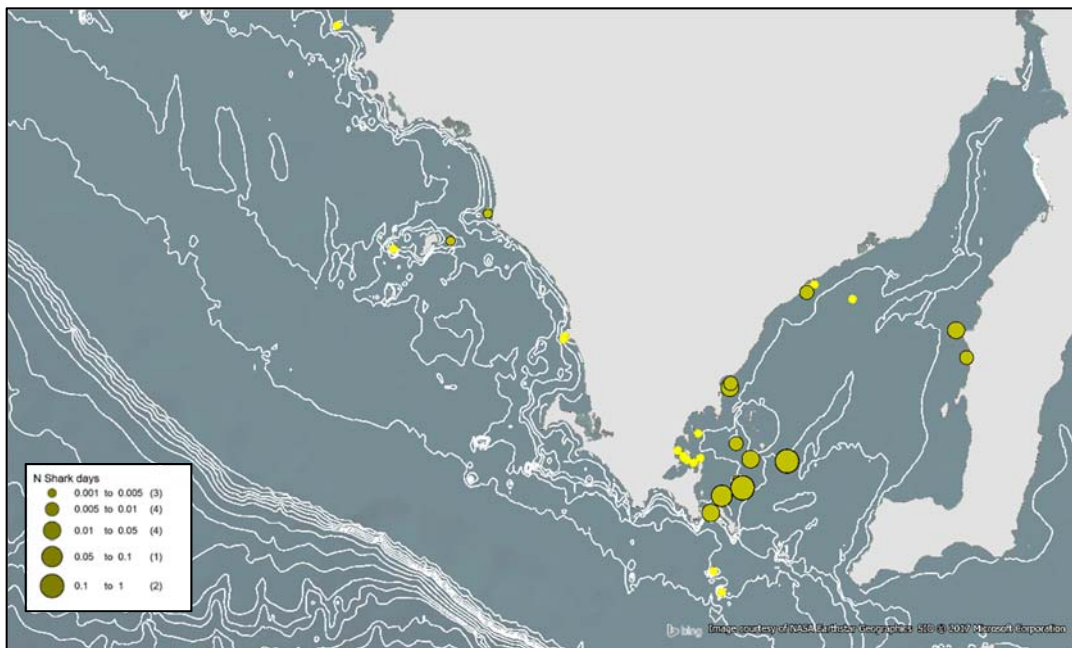 N Shark days
0.001 to 0.005 (3)
0.005 to 0.01 (4)
0.01 to 0.05 (4)
0.05 to 0.1 (1)
0.1 to 1 (2)
bing
Image courtesy of NASA Earthstar Geographics SIO © 2017 Microsoft Corporation